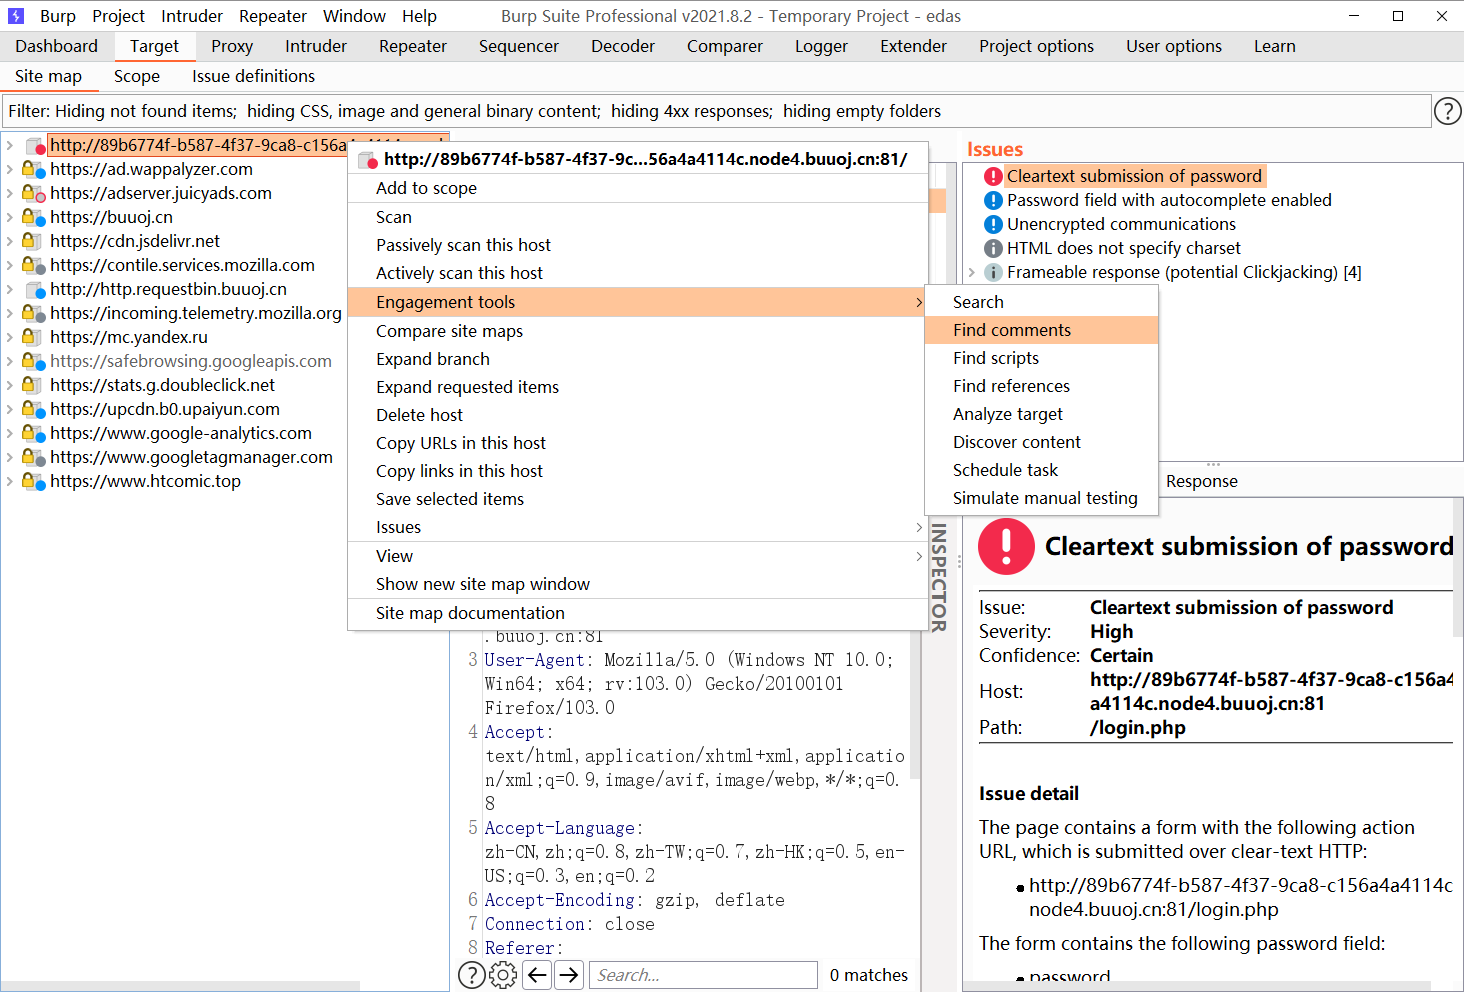 Burp Project Intruder Repeater Window Help Burp Suite Professional v2021.8.2 - Temporary Project - edas
Dashboard Target Proxy Intruder Repeater Sequencer Decoder Comparer Logger Extender Project options User options Learn
Site map Scope Issue definitions
Filter: Hiding not found items; hiding CSS, image and general binary content; hiding 4xx responses; hiding empty folders
http://89b6774f-b587-4f37-9ca8-c156a
https://ad.wappalyzer.com
https://adserver.juicyads.com
https://buuoj.cn
https://cdn.jsdelivr.net
https://contile.services.mozilla.com
http://http.requestbin.buuoj.cn
https://incoming.telemetry.mozilla.org
https://mc.yandex.ru
https://safebrowsing.googleapis.com
https://stats.g.doubleclick.net
https://upcdn.b0.upaiyun.com
https://www.google-analytics.com
https://www.googletagmanager.com
https://www.htcomic.top
http://89b6774f-b587-4f37-9c...56a4a4114c.node4.buuoj.cn:81/
Add to scope
Scan
Passively scan this host
Actively scan this host
Engagement tools
Compare site maps
Expand branch
Expand requested items
Delete host
Copy URLs in this host
Copy links in this host
Save selected items
Issues
View
Show new site map window
Site map documentation
Search
Find comments
Find scripts
Find references
Analyze target
Discover content
Schedule task
Simulate manual testing
.buuoj.cn:81
3 User-Agent: Mozilla/5.0 (Windows NT 10.0;
Win64; x64; rv:103.0) Gecko/20100101
Firefox/103.0
4 Accept:
text/html,application/xhtml+xml,applicatio
n/xml;q=0.9,image/avif,image/webp,*/*;q=0.
8
5 Accept-Language:
zh-CN,zh;q=0.8,zh-TW;q=0.7,zh-HK;q=0.5,en-
US;q=0.3,en;q=0.2
6 Accept-Encoding: gzip, deflate
7 Connection: close
8 Referer:
Search...
0 matches
INSPECTOR
Issues
Cleartext submission of password
Password field with autocomplete enabled
Unencrypted communications
HTML does not specify charset
Frameable response (potential Clickjacking) [4]
Response
Cleartext submission of password
Issue: Cleartext submission of password
Severity: High
Confidence: Certain
Host: http://89b6774f-b587-4f37-9ca8-c156a4
a4114c.node4.buuoj.cn:81
Path: /login.php
Issue detail
The page contains a form with the following action
URL, which is submitted over clear-text HTTP:
http://89b6774f-b587-4f37-9ca8-c156a4a4114c
node4.buuoj.cn:81/login.php
The form contains the following password field:
password